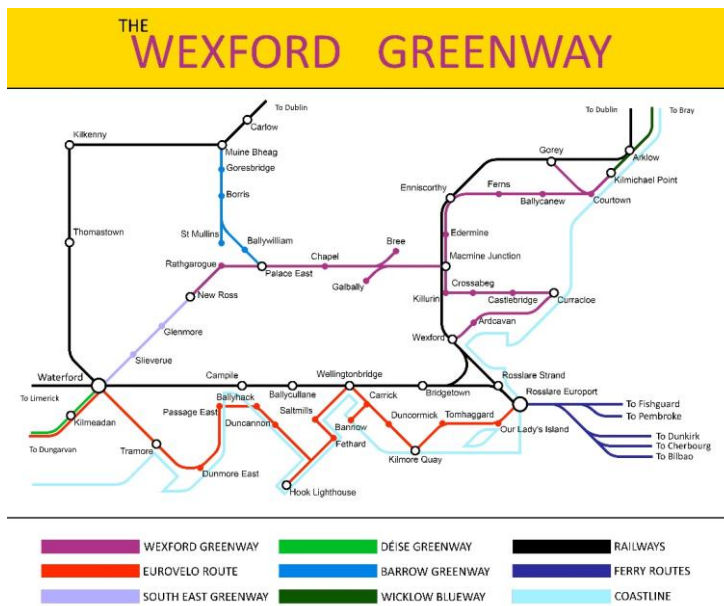 THE
WEXFORD GREENWAY
To Dublin
Carlow
Kilkenny
Muine Bheag
Goresbridge
Borris
Thomastown
St Mullins
Ballywilliam
Rathgarogue
Palace East
Chapel
Bree
Galbally
New Ross
Glenmore
Slieverue
Waterford
To Limerick
Kilmeadan
To Dungarvan
Tramore
To Dublin
To Bray
Gorey
Arklow
Kilmichael Point
Enniscorthy
Ferns
Ballycanew
Courtown
Edermine
Macmine Junction
Killurin
Crossabeg
Castlebridge
Curracloe
Ardcavan
Wexford
Campile
Ballycullane
Wellingtonbridge
Bridgetown
Rosslare Strand
Rosslare Europort
Ballyhack
Passage East
Duncannon
Saltmills
Carrick
Bannow
Duncormick
Tomhaggard
Our Lady's Island
Fethard
Kilmore Quay
Dunmore East
Hook Lighthouse
To Fishguard
To Pembroke
To Dunkirk
To Cherbourg
To Bilbao
WEXFORD GREENWAY
DÉISE GREENWAY
RAILWAYS
EUROVELO ROUTE
BARROW GREENWAY
FERRY ROUTES
SOUTH EAST GREENWAY
WICKLOW BLUEWAY
COASTLINE